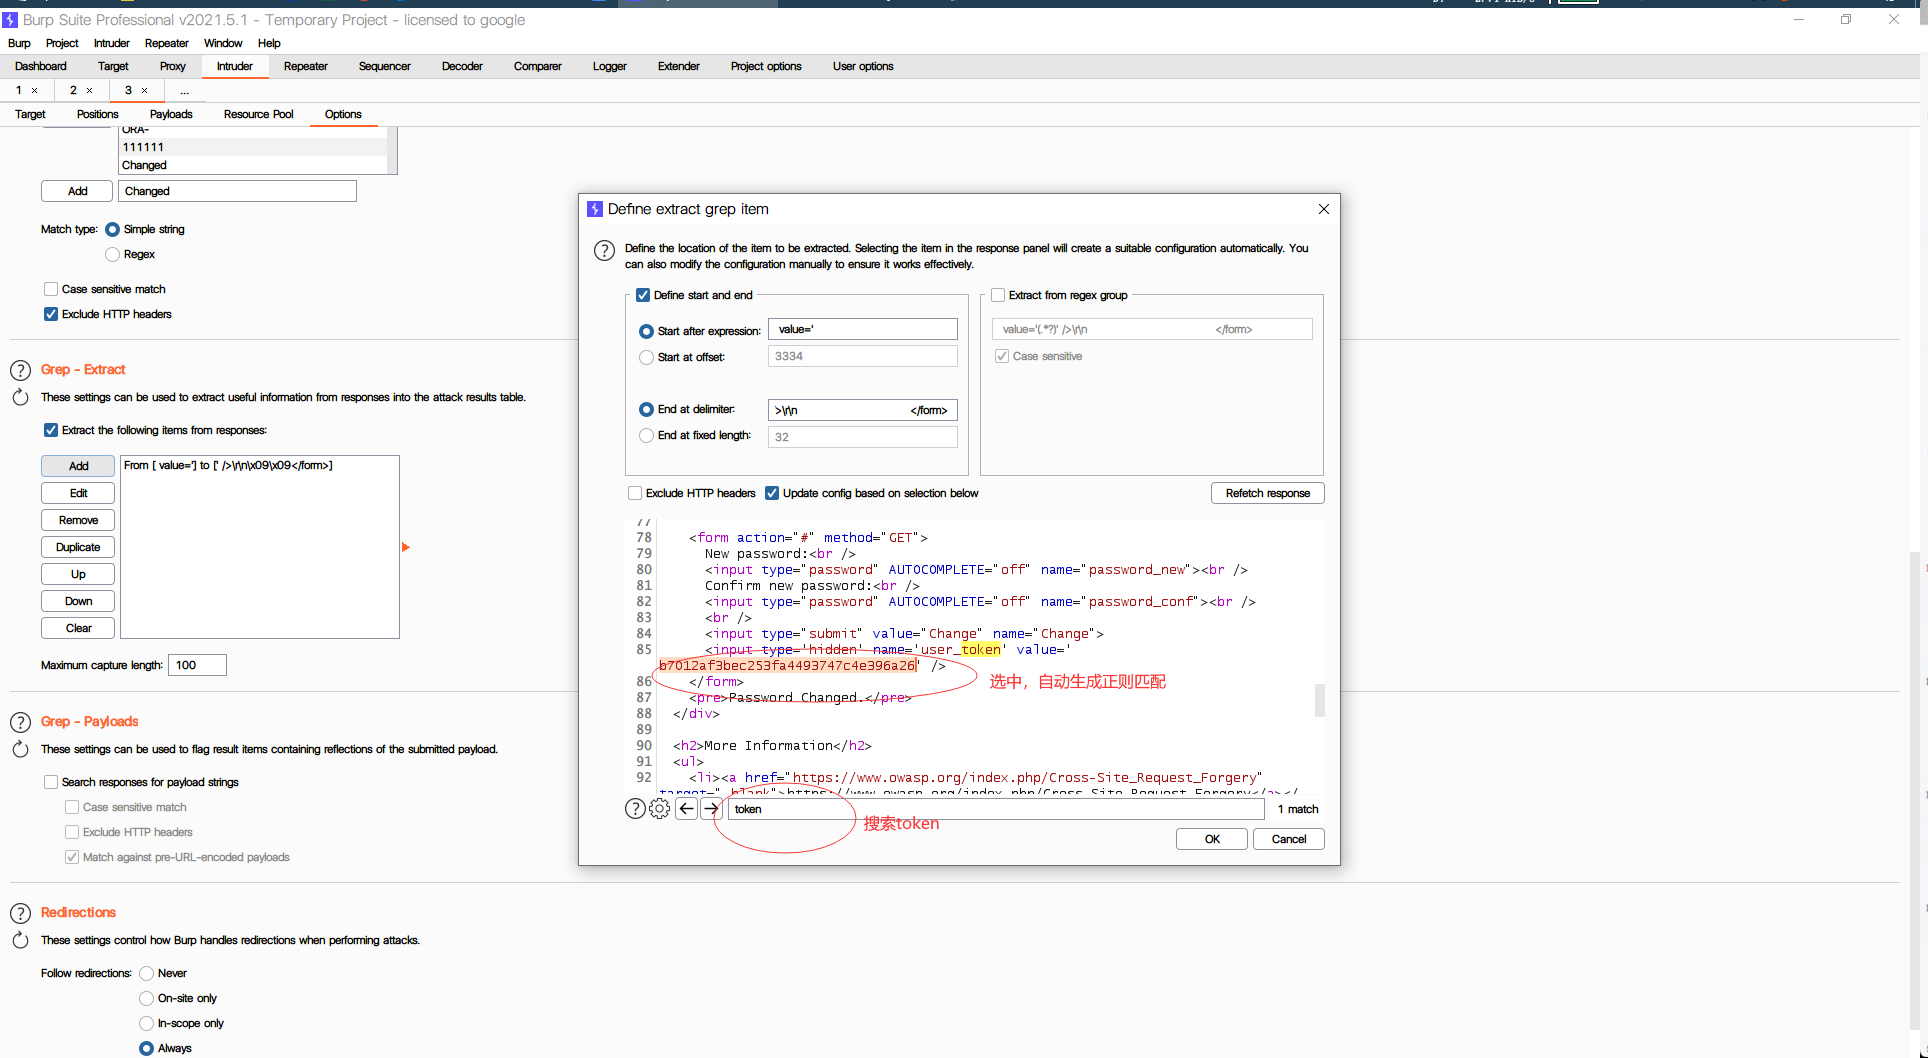 Burp Suite Professional v2021.5.1 - Temporary Project - licensed to google
Burp Project Intruder Repeater Window Help
Dashboard Target Proxy Intruder Repeater Sequencer Decoder Comparer Logger Extender Project options User options
1 × 2 × 3 × ...
Target Positions Payloads Resource Pool Options
ORA-
111111
Changed
Add Changed
Match type: Simple string
Regex
Case sensitive match
Exclude HTTP headers
Grep - Extract
These settings can be used to extract useful information from responses into the attack results table.
Extract the following items from responses:
Add
Edit
Remove
Duplicate
Up
Down
Clear
From [ value='] to [' />\r\n\x09\x09</form>]
Maximum capture length: 100
Grep - Payloads
These settings can be used to flag result items containing reflections of the submitted payload.
Search responses for payload strings
Case sensitive match
Exclude HTTP headers
Match against pre-URL-encoded payloads
Redirections
These settings control how Burp handles redirections when performing attacks.
Follow redirections: Never
On-site only
In-scope only
Always
Define extract grep item
Define the location of the item to be extracted. Selecting the item in the response panel will create a suitable configuration automatically. You
can also modify the configuration manually to ensure it works effectively.
Define start and end
Start after expression: value='
Start at offset: 3334
End at delimiter: >\r\n </form>
End at fixed length: 32
Extract from regex group
value='(.*?)' />\r\n </form>
Case sensitive
Exclude HTTP headers Update config based on selection below Refetch response
77
78 <form action="#" method="GET">
79 New password:<br />
80 <input type="password" AUTOCOMPLETE="off" name="password_new"><br />
81 Confirm new password:<br />
82 <input type="password" AUTOCOMPLETE="off" name="password_conf"><br />
83 <br />
84 <input type="submit" value="Change" name="Change">
85 <input type='hidden' name='user_token' value='
b7012af3bec253fa4493747c4e396a26' />
86 </form>
选中，自动生成正则匹配
87 <pre>Password Changed.</pre>
88 </div>
89
90 <h2>More Information</h2>
91 <ul>
92 <li><a href="https://www.owasp.org/index.php/Cross-Site_Request_Forgery"
target="_blank">https://www.owasp.org/index.php/Cross-Site_Request_Forgery</a></
token 1 match
搜索token
OK Cancel